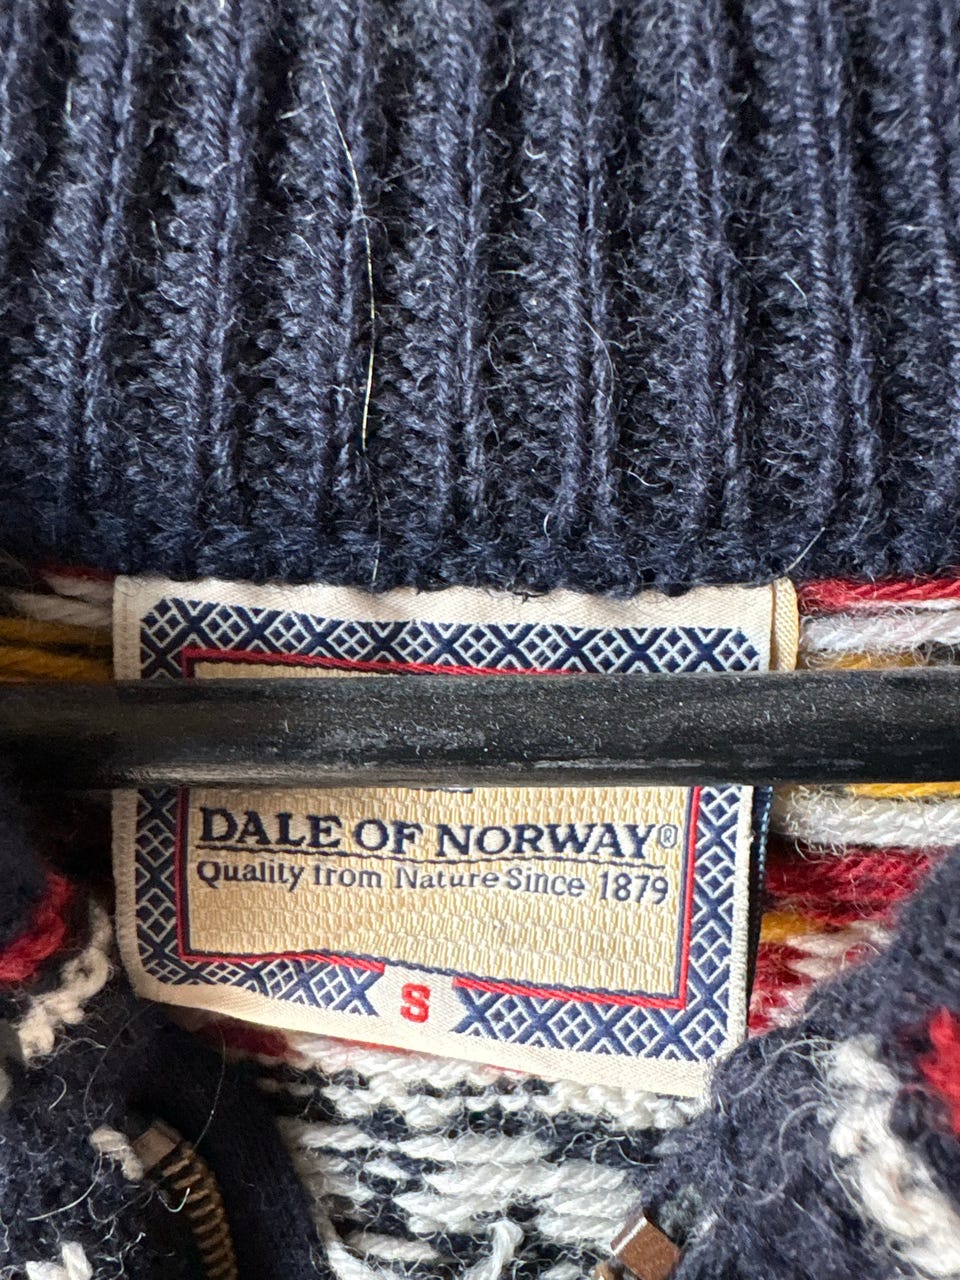 DALE OF NORWAY®
Quality from Nature Since 1879
S